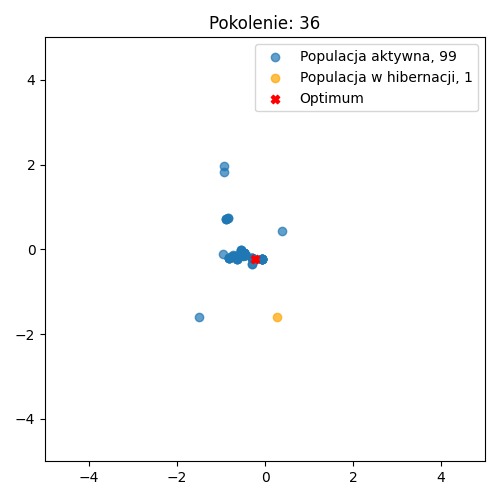 Pokolenie: 36
Populacja aktywna, 99
Populacja w hibernacji, 1
Optimum
4
2
0
−2
−4
−4
−2
0
2
4